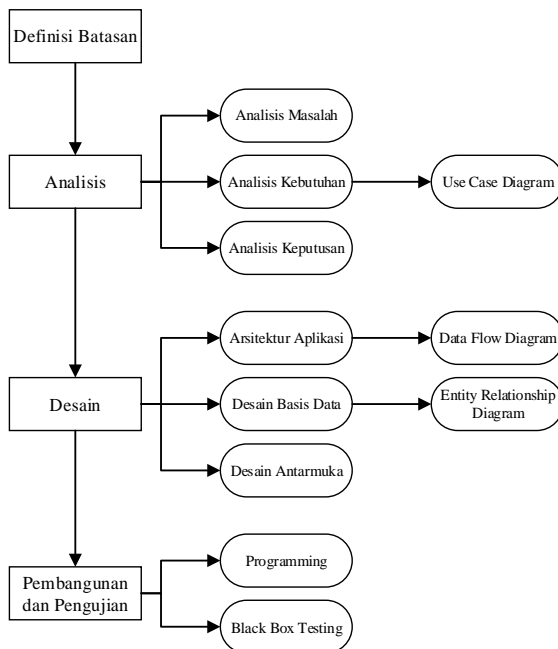 Definisi Batasan
Analisis Masalah
Analisis
Analisis Kebutuhan
Use Case Diagram
Analisis Keputusan
Arsitektur Aplikasi
Data Flow Diagram
Desain
Desain Basis Data
Entity Relationship
Diagram
Desain Antarmuka
Programming
Pembangunan
dan Pengujian
Black Box Testing